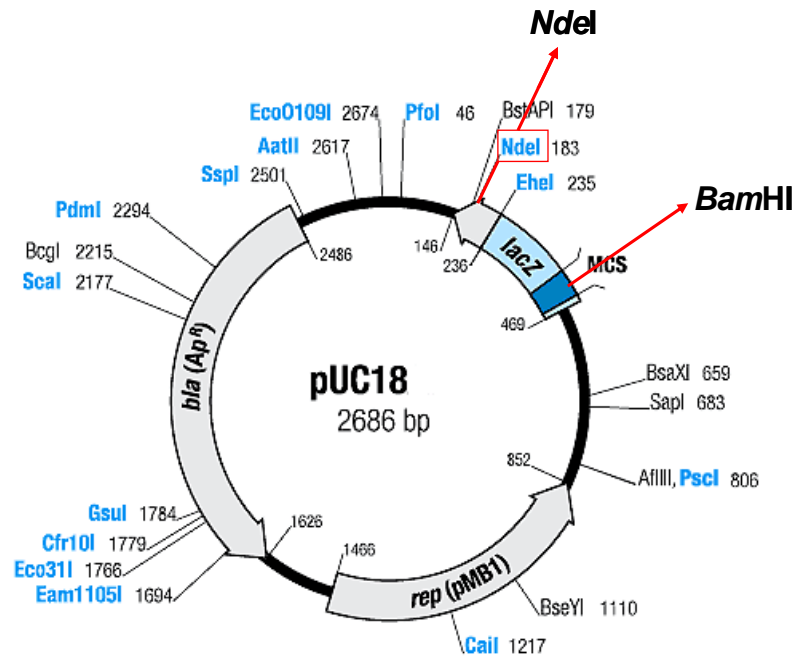 NdeI
EcoO109I 2674
PfoI 46
BstAPI 179
AatII 2617
NdeI 183
SspI 2501
EheI 235
PdmI 2294
BamHI
BcgI 2215
ScaI 2177
2486
146
236
lacZ
MCS
469
bla (ApR)
pUC18
2686 bp
BsaXI 659
SapI 683
852
AflIII, PscI 806
GsuI 1784
Cfr10I 1779
Eco31I 1766
Eam1105I 1694
1626
1466
rep (pMB1)
BseYI 1110
CaiI 1217